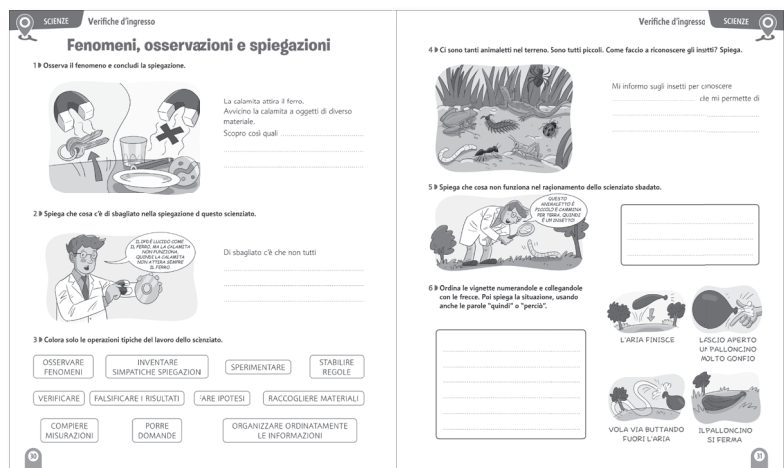 SCIENZE Verifiche d'ingresso
Fenomeni, osservazioni e spiegazioni
1 Osserva il fenomeno e concludi la spiegazione.
La calamita attira il ferro.
Avvicino la calamita a oggetti di diverso
materiale.
Scopro così quali
2 Spiega che cosa c'è di sbagliato nella spiegazione d questo scienziato.
IL DVD È LUCIDO COME
IL FERRO, MA LA CALAMITA
NON FUNZIONA.
QUINDI LA CALAMITA
NON ATTIRA SEMPRE
IL FERRO.
Di sbagliato c'è che non tutti
3 Colora solo le operazioni tipiche del lavoro dello scienziato.
OSSERVARE
FENOMENI
INVENTARE
SIMPATICHE SPIEGAZION
SPERIMENTARE
STABILIRE
REGOLE
VERIFICARE
FALSIFICARE I RISULTATI
ARE IPOTESI
RACCOGLIERE MATERIALI
COMPIERE
MISURAZIONI
PORRE
DOMANDE
ORGANIZZARE ORDINATAMENTE
LE INFORMAZIONI
30
Verifiche d'ingresso SCIENZE
4 Ci sono tanti animaletti nel terreno. Sono tutti piccoli. Come faccio a riconoscere gli insetti? Spiega.
Mi informo sugli insetti per conoscere
che mi permette di
5 Spiega che cosa non funziona nel ragionamento dello scienziato sbadato.
QUESTO
ANIMALETTO È
PICCOLO E CAMMINA
PER TERRA, QUINDI
È UN INSETTO!
6 Ordina le vignette numerandole e collegandole
con le frecce. Poi spiega la situazione, usando
anche le parole "quindi" o "perciò".
L'ARIA FINISCE
LASCIO APERTO
UN PALLONCINO
MOLTO GONFIO
VOLA VIA BUTTANDO
FUORI L'ARIA
IL PALLONCINO
SI FERMA
31